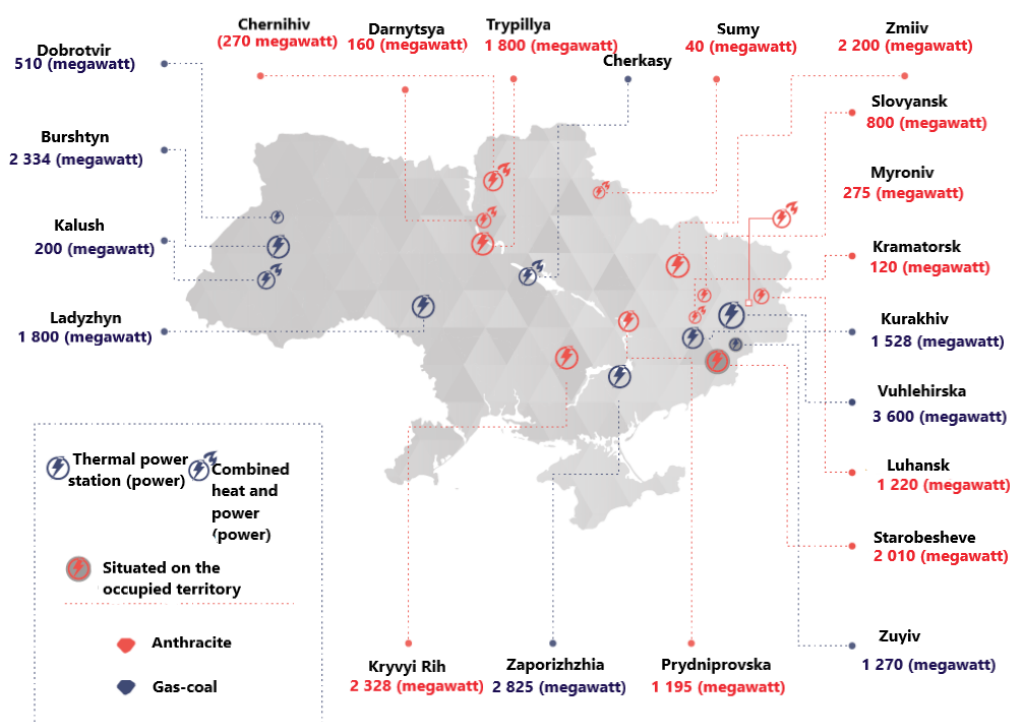 Chernihiv
(270 megawatt)
Darnytsya
160 (megawatt)
Trypillya
1 800 (megawatt)
Cherkasy
Sumy
40 (megawatt)
Zmiiv
2 200 (megawatt)
Dobrotvir
510 (megawatt)
Burshtyn
2 334 (megawatt)
Kalush
200 (megawatt)
Ladyzhyn
1 800 (megawatt)
Slovyansk
800 (megawatt)
Myroniv
275 (megawatt)
Kramatorsk
120 (megawatt)
Kurakhiv
1 528 (megawatt)
Vuhlehirska
3 600 (megawatt)
Luhansk
1 220 (megawatt)
Starobesheve
2 010 (megawatt)
Zuyiv
1 270 (megawatt)
Kryvyi Rih
2 328 (megawatt)
Zaporizhzhia
2 825 (megawatt)
Prydniprovska
1 195 (megawatt)
Thermal power
station (power)
Combined
heat and
power
(power)
Situated on the
occupied territory
Anthracite
Gas-coal